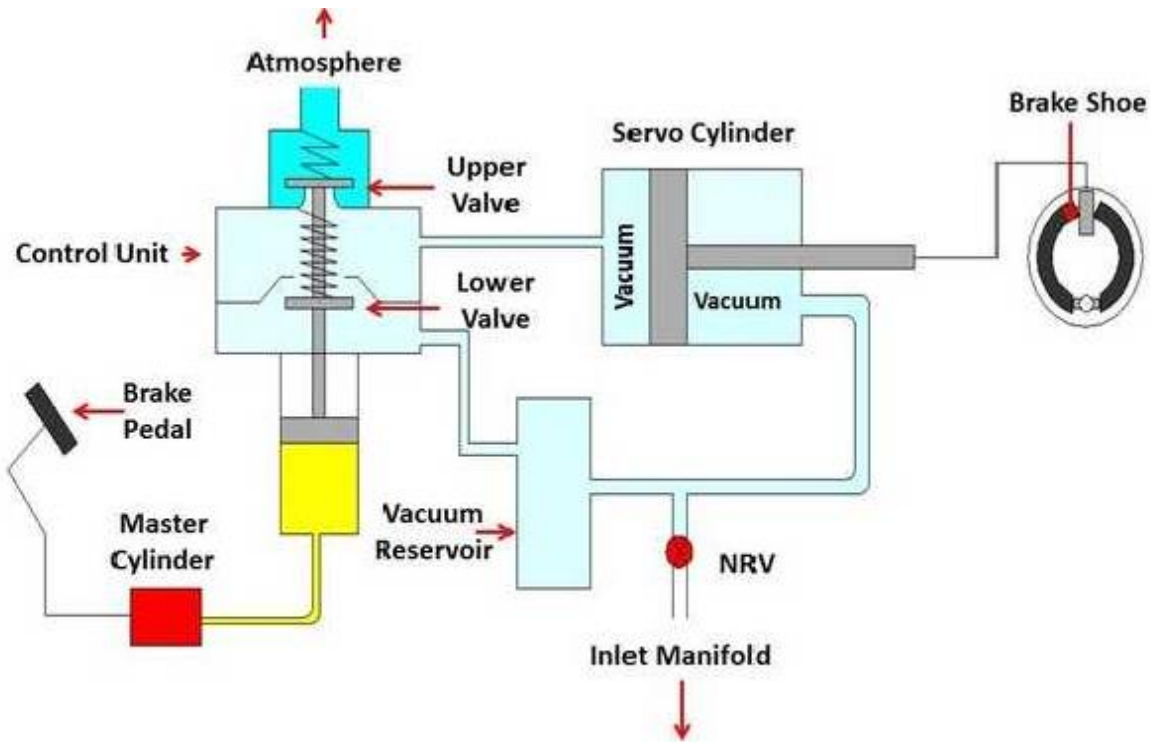 Atmosphere
Brake Shoe
Servo Cylinder
Upper
Valve
Control Unit
Vacuum
Vacuum
Lower
Valve
Brake
Pedal
Master
Cylinder
Vacuum
Reservoir
NRV
Inlet Manifold